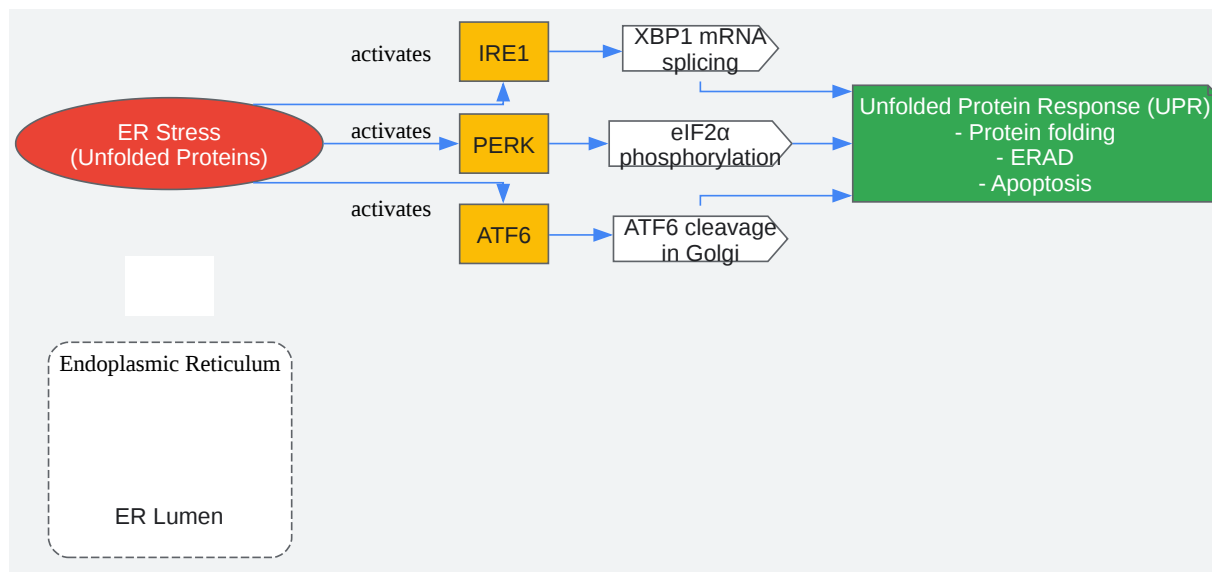 activates
IRE1
XBP1 mRNA
splicing
ER Stress
(Unfolded Proteins)
activates
PERK
eIF2α
phosphorylation
Unfolded Protein Response (UPR)
- Protein folding
- ERAD
- Apoptosis
activates
ATF6
ATF6 cleavage
in Golgi
Endoplasmic Reticulum
ER Lumen